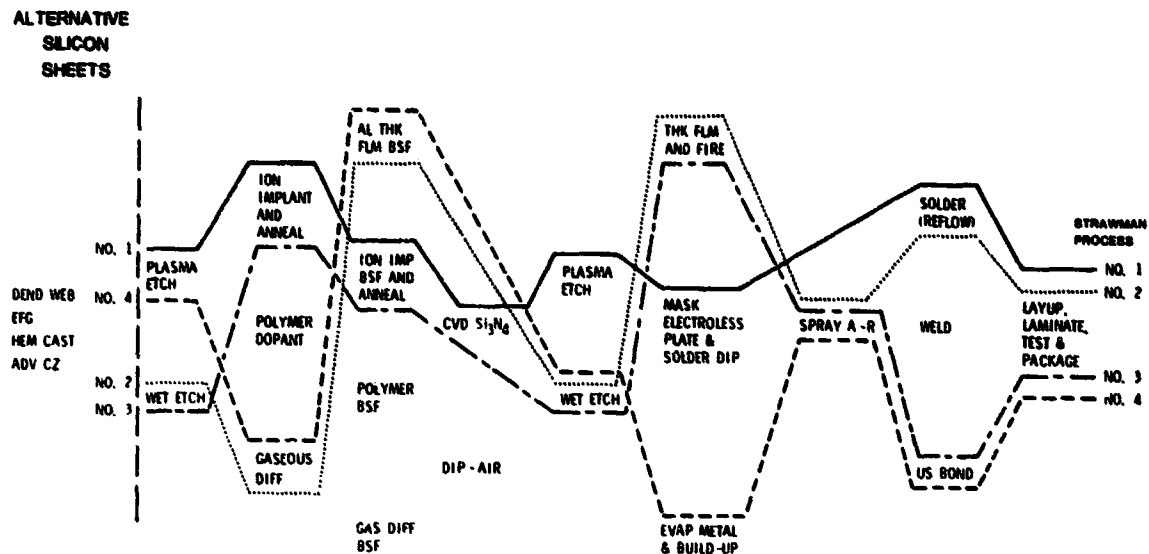 ALTERNATIVE
SILICON
SHEETS
DEND WEB
EFG
HEM CAST
ADV CZ
NO. 1
NO. 4
NO. 2
NO. 3
PLASMA
ETCH
WET ETCH
ION
IMPLANT
AND
ANNEAL
POLYMER
DOPANT
GASEOUS
DIFF
AL THK
FLM BSF
ION IMP
BSF AND
ANNEAL
POLYMER
BSF
GAS DIFF
BSF
CVD Si3N4
DIP-AIR
PLASMA
ETCH
WET ETCH
THK FLM
AND FIRE
MASK
ELECTROLESS
PLATE &
SOLDER DIP
EVAP METAL
& BUILD-UP
SPRAY A-R
SOLDER
(REFLOW)
WELD
US BOND
LAYUP,
LAMINATE,
TEST &
PACKAGE
STRAWMAN
PROCESS
NO. 1
NO. 2
NO. 3
NO. 4